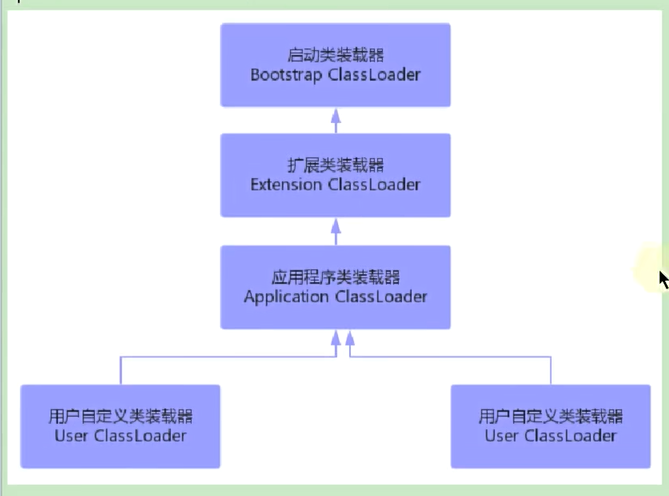 启动类装载器
Bootstrap ClassLoader
扩展类装载器
Extension ClassLoader
应用程序类装载器
Application ClassLoader
用户自定义类装载器
User ClassLoader
用户自定义类装载器
User ClassLoader